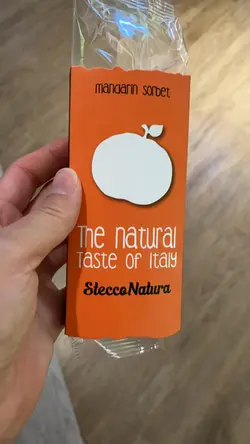 mandarin sorbet
The natural
Taste of Italy
SteccoNatura